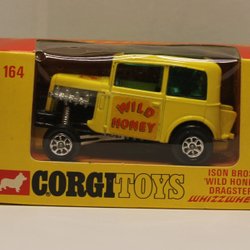 164
WILD
HONEY
CORGI TOYS
ISON BRO
'WILD HON
DRAGSTE
WHIZZWHE